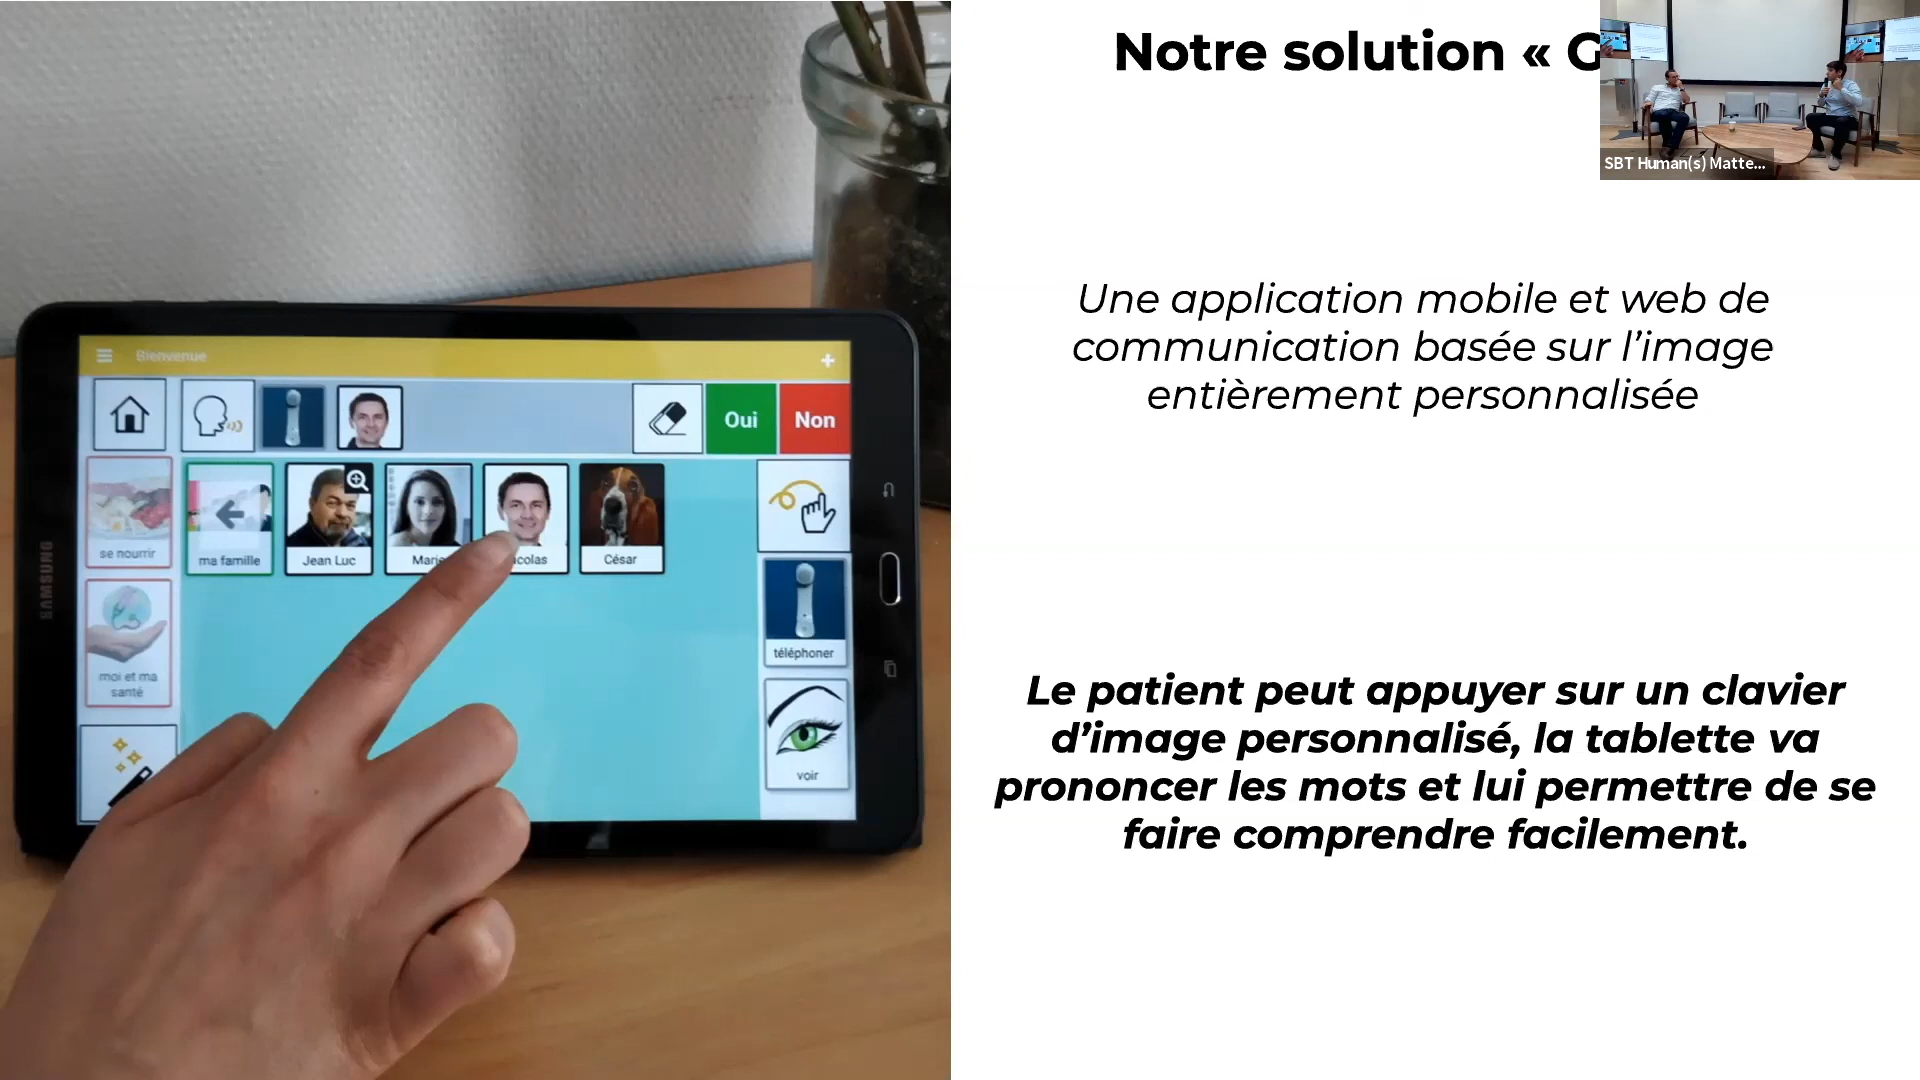 Notre solution « G
SBT Human(s) Matte...
Une application mobile et web de
communication basée sur l'image
entièrement personnalisée
Le patient peut appuyer sur un clavier
d'image personnalisé, la tablette va
prononcer les mots et lui permettre de se
faire comprendre facilement.
Bienvenue
Oui
Non
se nourrir
ma famille
Jean Luc
César
téléphoner
moi et ma
santé
voir
SAMSUNG